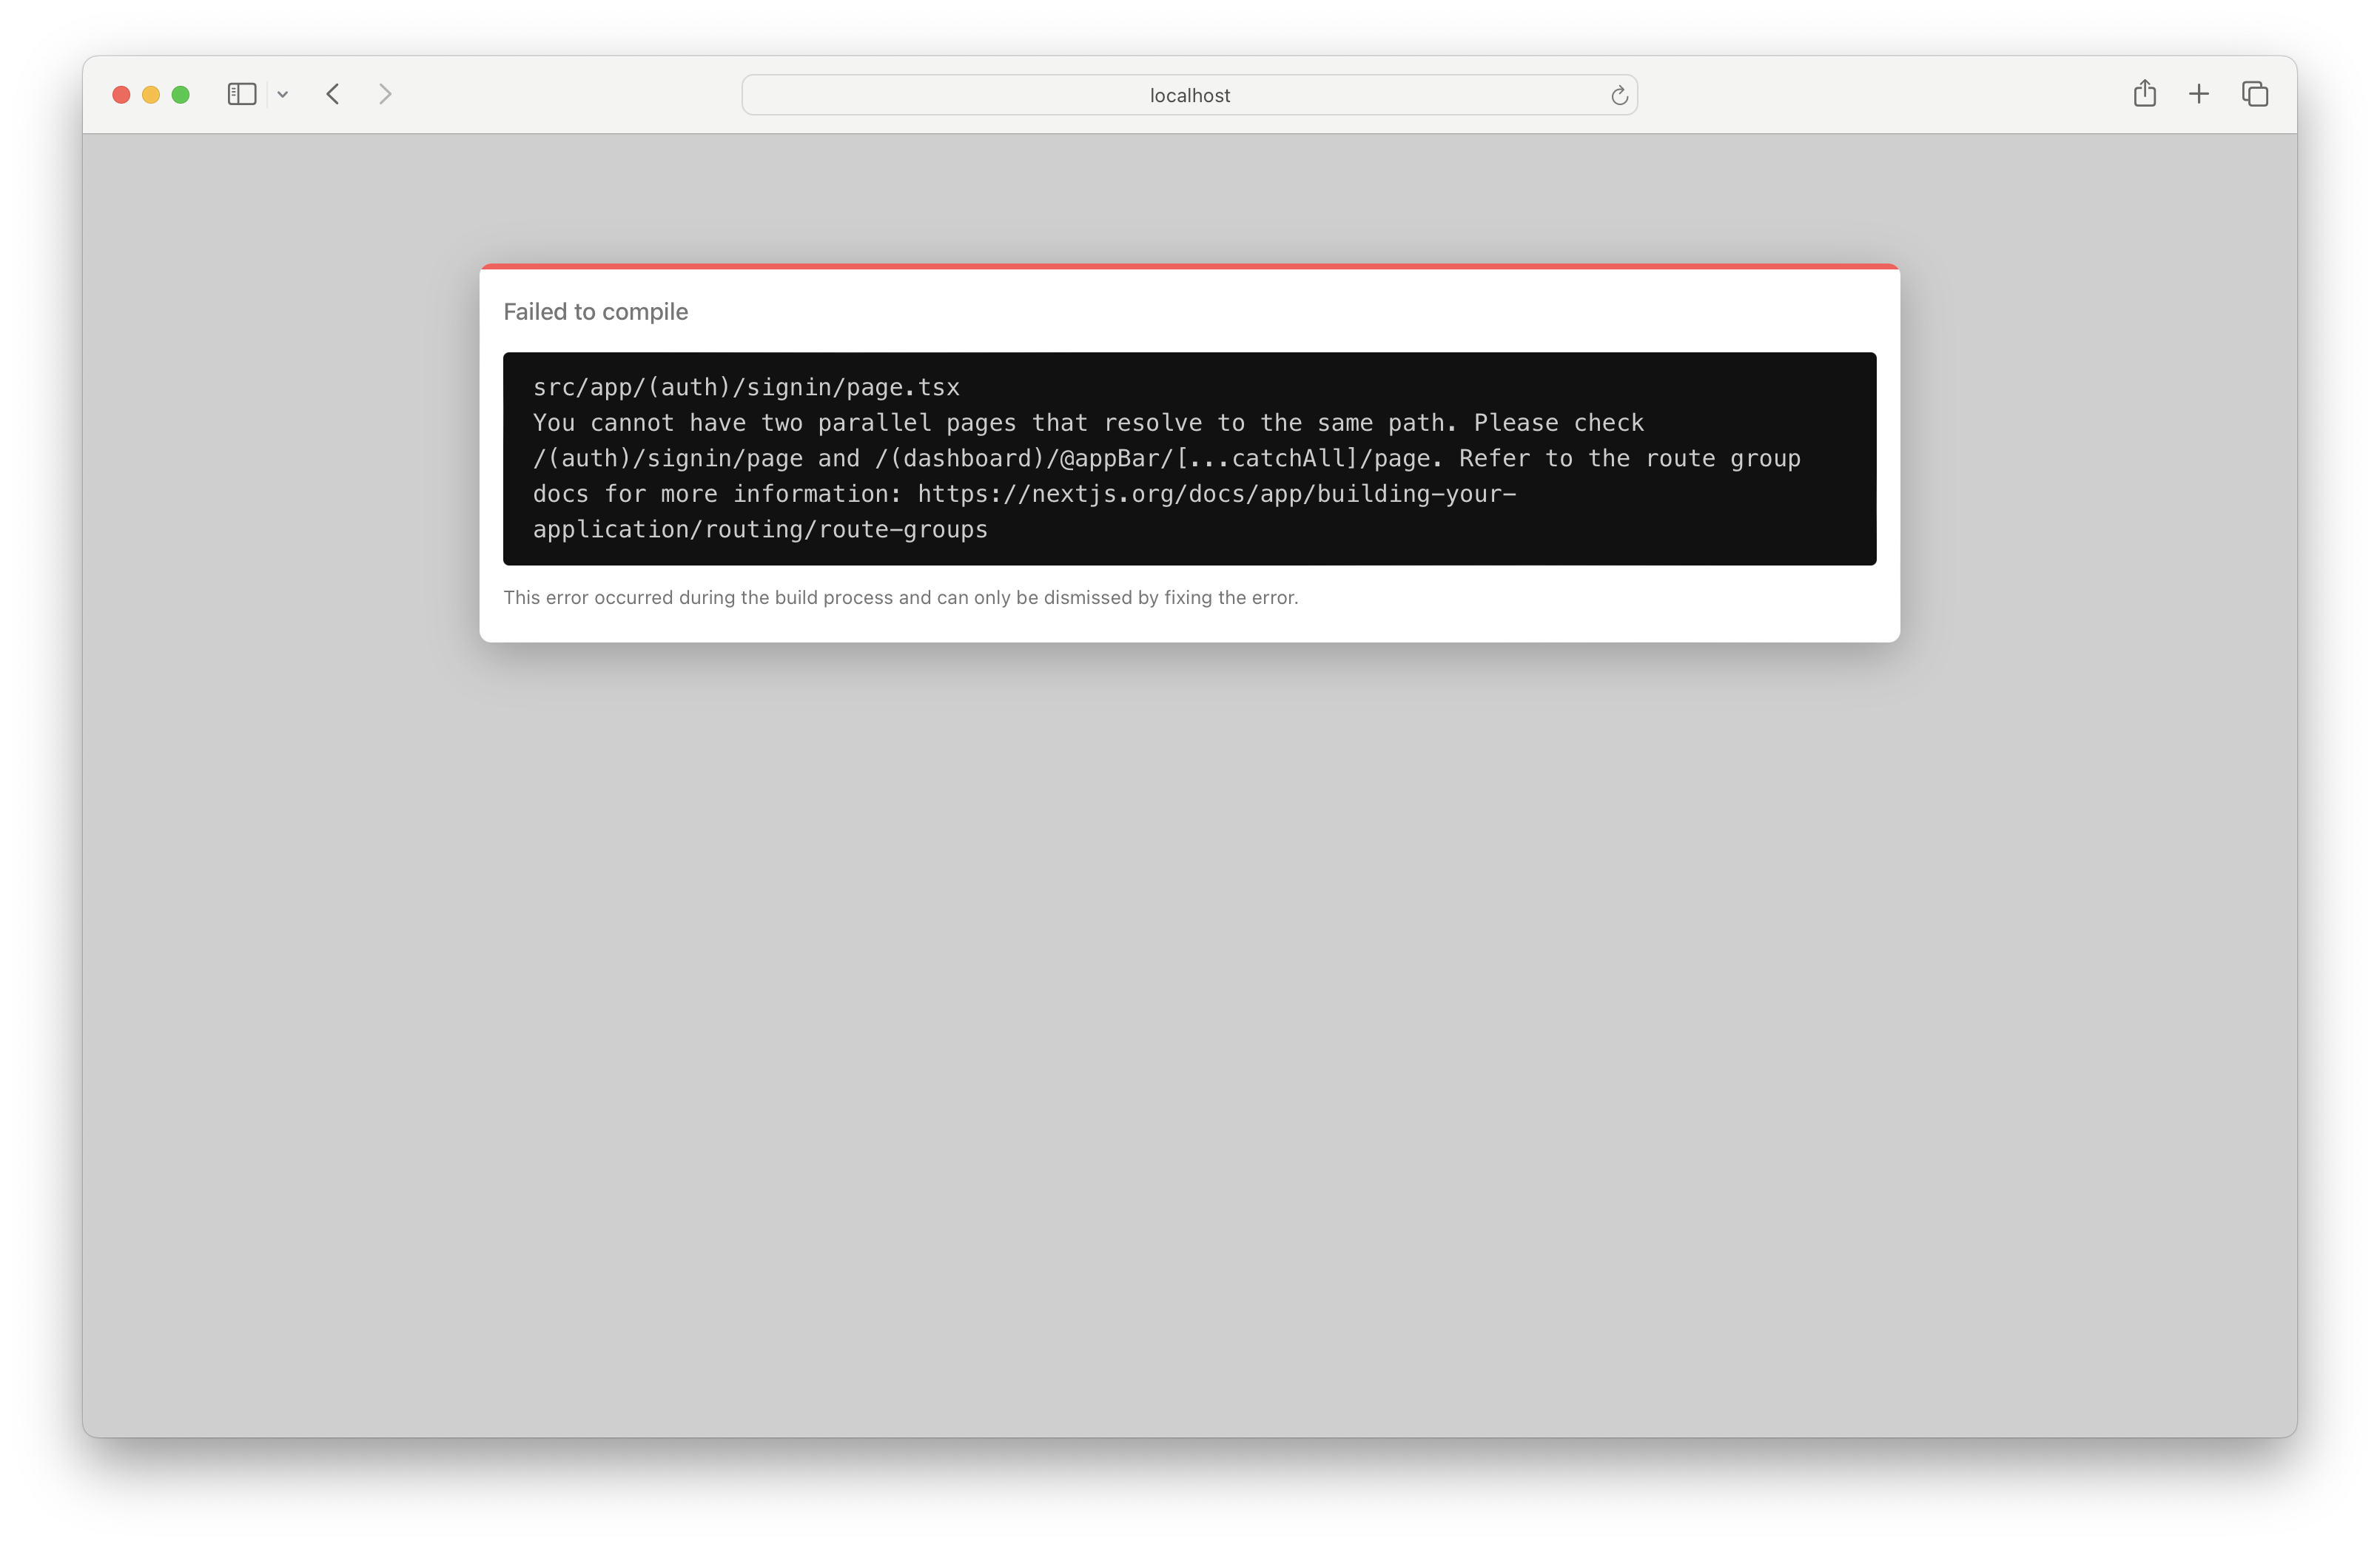 localhost
Failed to compile
src/app/(auth)/signin/page.tsx
You cannot have two parallel pages that resolve to the same path. Please check
/(auth)/signin/page and /(dashboard)/@appBar/[...catchAll]/page. Refer to the route group
docs for more information: https://nextjs.org/docs/app/building-your-
application/routing/route-groups
This error occurred during the build process and can only be dismissed by fixing the error.